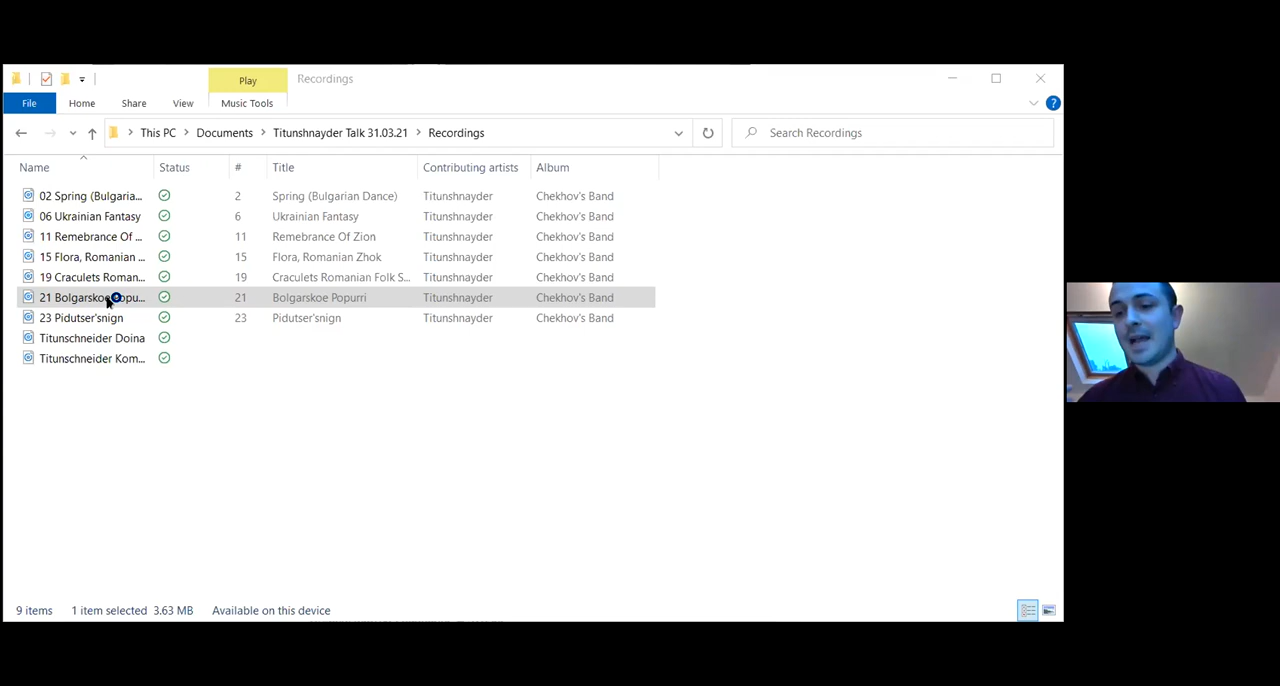 Play Recordings
File Home Share View Music Tools
This PC Documents Titunshnayder Talk 31.03.21 Recordings Search Recordings
Name Status # Title Contributing artists Album
02 Spring (Bulgaria... 2 Spring (Bulgarian Dance) Titunshnayder Chekhov's Band
06 Ukrainian Fantasy 6 Ukrainian Fantasy Titunshnayder Chekhov's Band
11 Remebrance Of ... 11 Remebrance Of Zion Titunshnayder Chekhov's Band
15 Flora, Romanian ... 15 Flora, Romanian Zhok Titunshnayder Chekhov's Band
19 Craculets Roman... 19 Craculets Romanian Folk S... Titunshnayder Chekhov's Band
21 Bolgarskoe Popu... 21 Bolgarskoe Popurri Titunshnayder Chekhov's Band
23 Pidutser'snign 23 Pidutser'snign Titunshnayder Chekhov's Band
Titunschneider Doina
Titunschneider Kom...
9 items 1 item selected 3.63 MB Available on this device